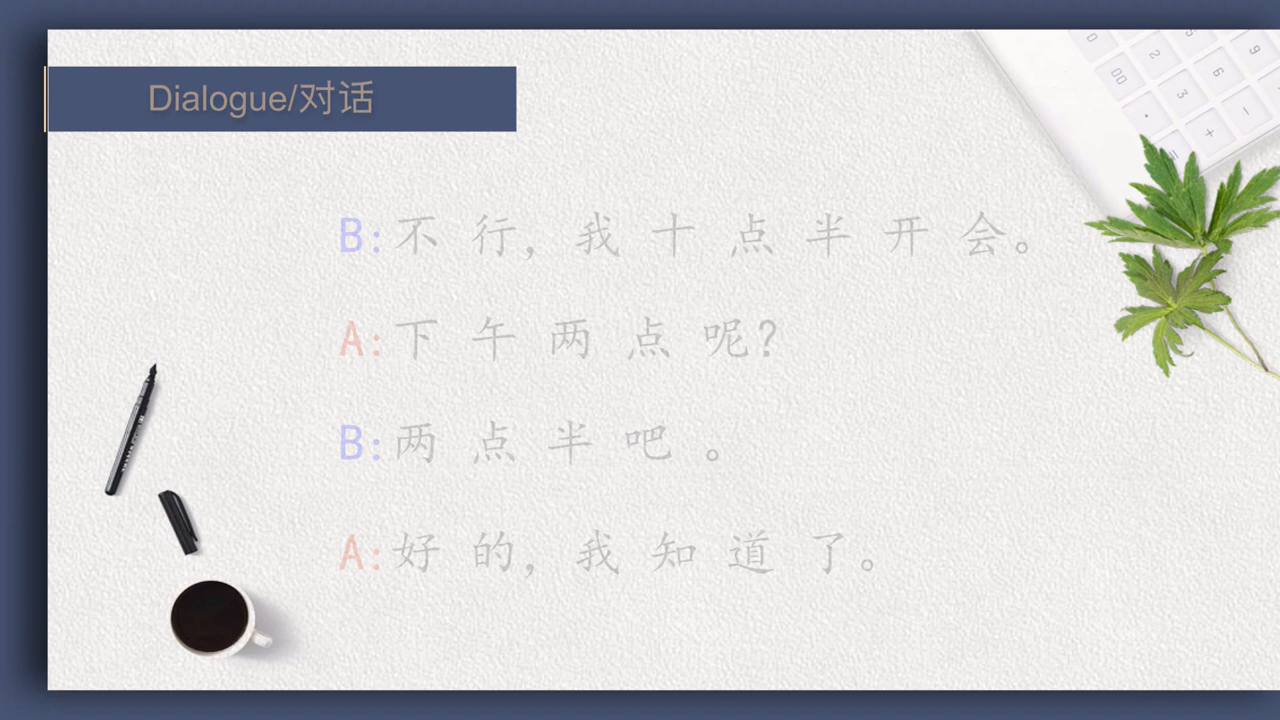 Dialogue/对话
B:不 行, 我 十 点 半 开 会。
A:下 午 两 点 呢?
B:两 点 半 吧 。
A:好 的, 我 知 道 了。